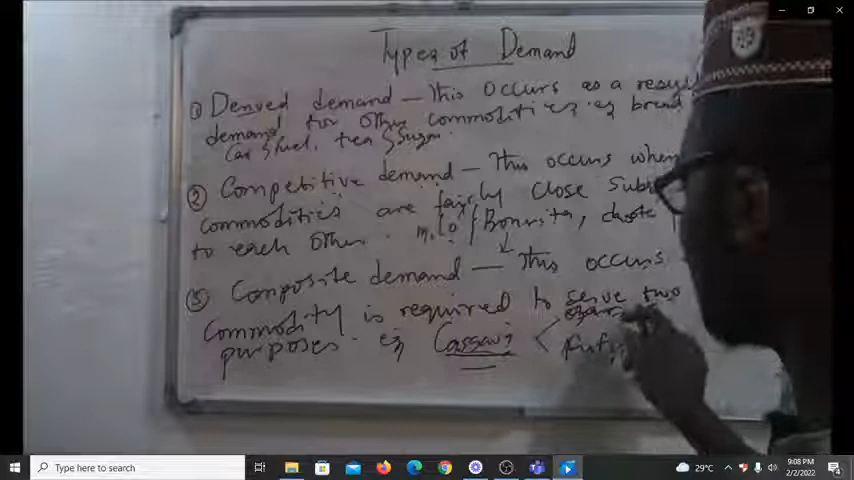 Types of Demand
① Derived demand — This occurs as a result
demand for other commodities. eg bread
Car & fuel, tea & Sugar.
② Competitive demand — This occurs when
commodities are fairly close Subs
to each other. milo & Bonvita, close
③ Composite demand — This occurs
Commodity is required to serve two
purposes. eg Cassava <
Type here to search
29°C
9:08 PM
2/2/2022